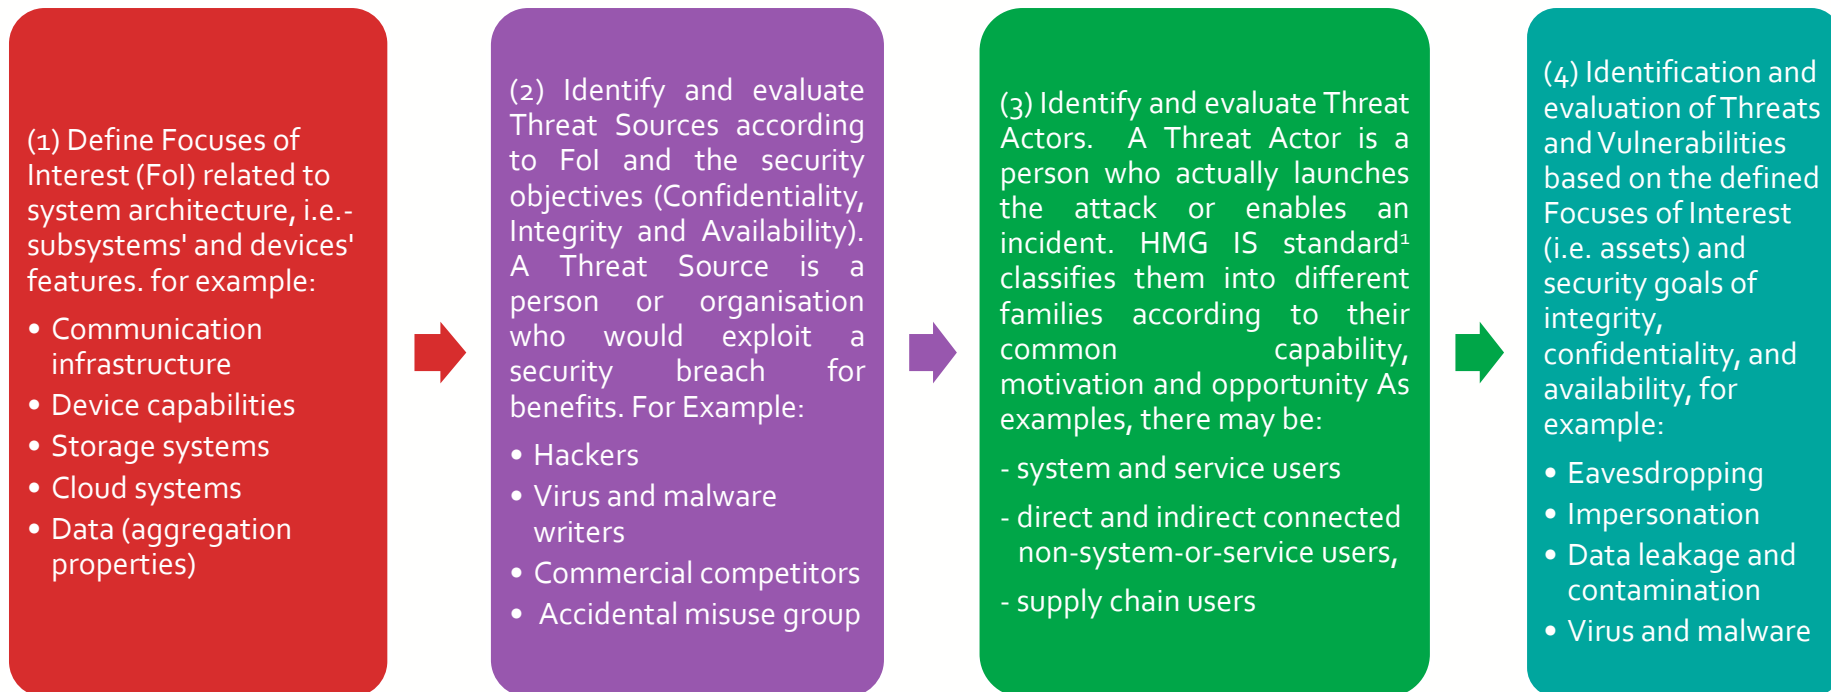 (1) Define Focuses of
Interest (FoI) related to
system architecture, i.e.-
subsystems' and devices'
features. for example:
• Communication
infrastructure
• Device capabilities
• Storage systems
• Cloud systems
• Data (aggregation
properties)
(2) Identify and evaluate
Threat Sources according
to FoI and the security
objectives (Confidentiality,
Integrity and Availability).
A Threat Source is a
person or organisation
who would exploit a
security breach for
benefits. For Example:
• Hackers
• Virus and malware
writers
• Commercial competitors
• Accidental misuse group
(3) Identify and evaluate Threat
Actors. A Threat Actor is a
person who actually launches
the attack or enables an
incident. HMG IS standard¹
classifies them into different
families according to their
common capability,
motivation and opportunity As
examples, there may be:
- system and service users
- direct and indirect connected
non-system-or-service users,
- supply chain users
(4) Identification and
evaluation of Threats
and Vulnerabilities
based on the defined
Focuses of Interest
(i.e. assets) and
security goals of
integrity,
confidentiality, and
availability, for
example:
• Eavesdropping
• Impersonation
• Data leakage and
contamination
• Virus and malware